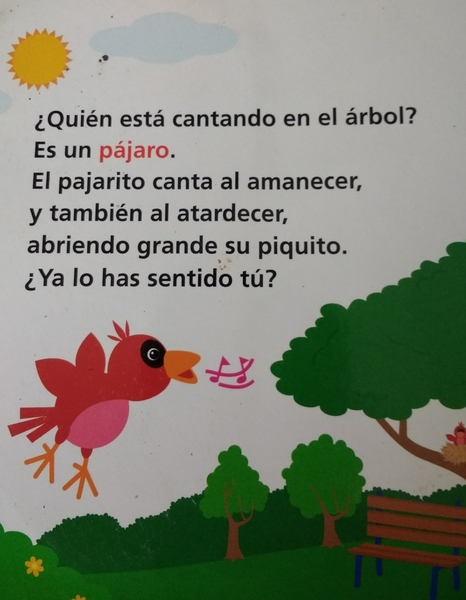 ¿Quién está cantando en el árbol?
Es un pájaro.
El pajarito canta al amanecer,
y también al atardecer,
abriendo grande su piquito.
¿Ya lo has sentido tú?